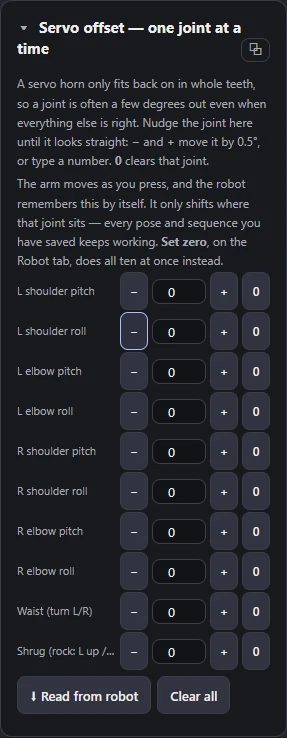 ▾ Servo offset — one joint at a
time
A servo horn only fits back on in whole teeth,
so a joint is often a few degrees out even when
everything else is right. Nudge the joint here
until it looks straight: − and + move it by 0.5°,
or type a number. 0 clears that joint.
The arm moves as you press, and the robot
remembers this by itself. It only shifts where
that joint sits — every pose and sequence you
have saved keeps working. Set zero, on the
Robot tab, does all ten at once instead.
L shoulder pitch − 0 + 0
L shoulder roll − 0 + 0
L elbow pitch − 0 + 0
L elbow roll − 0 + 0
R shoulder pitch − 0 + 0
R shoulder roll − 0 + 0
R elbow pitch − 0 + 0
R elbow roll − 0 + 0
Waist (turn L/R) − 0 + 0
Shrug (rock: L up /... − 0 + 0
⬇ Read from robot Clear all